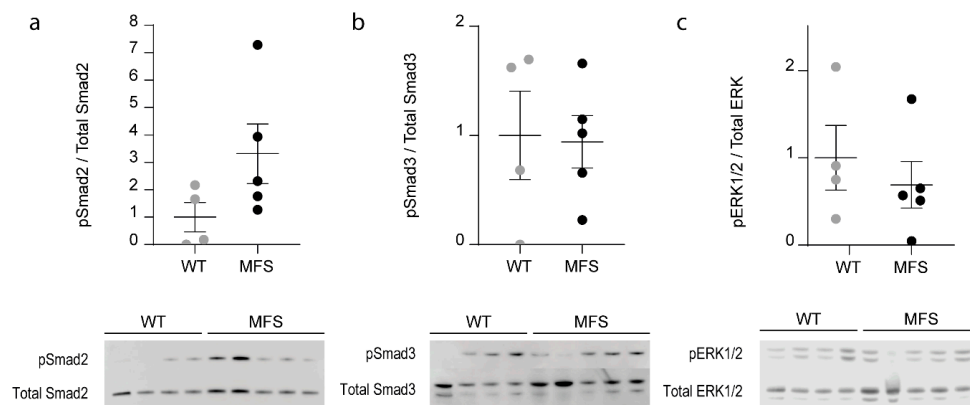 a
pSmad2 / Total Smad2
8
7
6
5
4
3
2
1
0
WT MFS
b
pSmad3 / Total Smad3
2
1
0
WT MFS
c
pERK1/2 / Total ERK
2
1
0
WT MFS
WT MFS
pSmad2
Total Smad2
WT MFS
pSmad3
Total Smad3
WT MFS
pERK1/2
Total ERK1/2